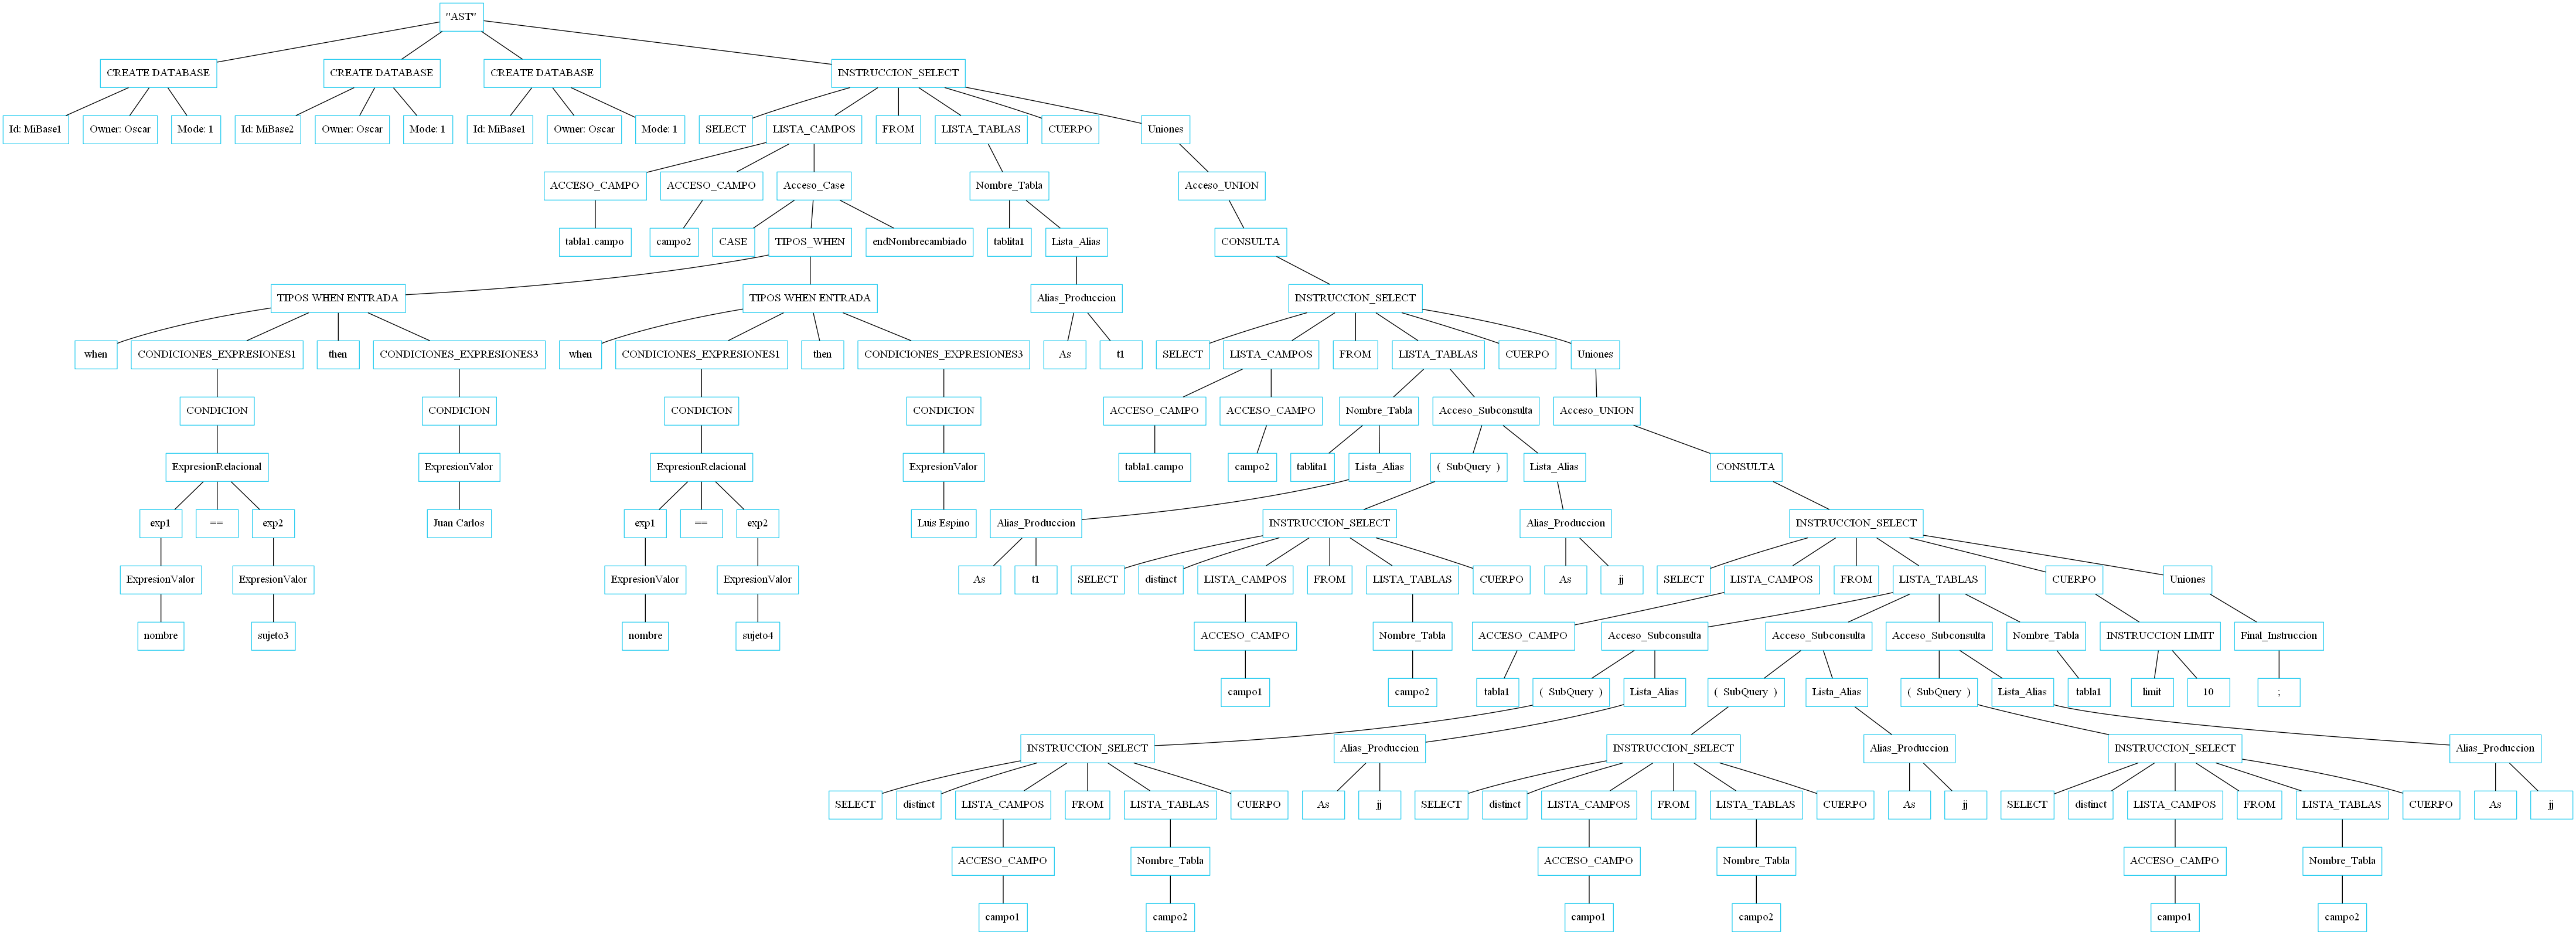 "AST"
CREATE DATABASE CREATE DATABASE CREATE DATABASE INSTRUCCION_SELECT
Id: MiBase1 Owner: Oscar Mode: 1 Id: MiBase2 Owner: Oscar Mode: 1 Id: MiBase1 Owner: Oscar Mode: 1 SELECT LISTA_CAMPOS FROM LISTA_TABLAS CUERPO Uniones
ACCESO_CAMPO ACCESO_CAMPO Acceso_Case Nombre_Tabla Acceso_UNION
tabla1.campo campo2 CASE TIPOS_WHEN endNombrecambiado tablita1 Lista_Alias CONSULTA
TIPOS WHEN ENTRADA TIPOS WHEN ENTRADA Alias_Produccion INSTRUCCION_SELECT
when CONDICIONES_EXPRESIONES1 then CONDICIONES_EXPRESIONES3 when CONDICIONES_EXPRESIONES1 then CONDICIONES_EXPRESIONES3 As t1 SELECT LISTA_CAMPOS FROM LISTA_TABLAS CUERPO Uniones
CONDICION CONDICION CONDICION CONDICION ACCESO_CAMPO ACCESO_CAMPO Nombre_Tabla Acceso_Subconsulta Acceso_UNION
ExpresionRelacional ExpresionValor ExpresionRelacional ExpresionValor tabla1.campo campo2 tablita1 Lista_Alias ( SubQuery ) Lista_Alias CONSULTA
exp1 == exp2 Juan Carlos exp1 == exp2 Luis Espino Alias_Produccion INSTRUCCION_SELECT Alias_Produccion INSTRUCCION_SELECT
ExpresionValor ExpresionValor ExpresionValor ExpresionValor As t1 SELECT distinct LISTA_CAMPOS FROM LISTA_TABLAS CUERPO As jj SELECT LISTA_CAMPOS FROM LISTA_TABLAS CUERPO Uniones
nombre sujeto3 nombre sujeto4 ACCESO_CAMPO Nombre_Tabla ACCESO_CAMPO Acceso_Subconsulta Acceso_Subconsulta Acceso_Subconsulta Nombre_Tabla INSTRUCCION LIMIT Final_Instruccion
campo1 campo2 tabla1 ( SubQuery ) Lista_Alias ( SubQuery ) Lista_Alias ( SubQuery ) Lista_Alias tabla1 limit 10 ;
INSTRUCCION_SELECT Alias_Produccion INSTRUCCION_SELECT Alias_Produccion INSTRUCCION_SELECT Alias_Produccion
SELECT distinct LISTA_CAMPOS FROM LISTA_TABLAS CUERPO As jj SELECT distinct LISTA_CAMPOS FROM LISTA_TABLAS CUERPO As jj SELECT distinct LISTA_CAMPOS FROM LISTA_TABLAS CUERPO As jj
ACCESO_CAMPO Nombre_Tabla ACCESO_CAMPO Nombre_Tabla ACCESO_CAMPO Nombre_Tabla
campo1 campo2 campo1 campo2 campo1 campo2